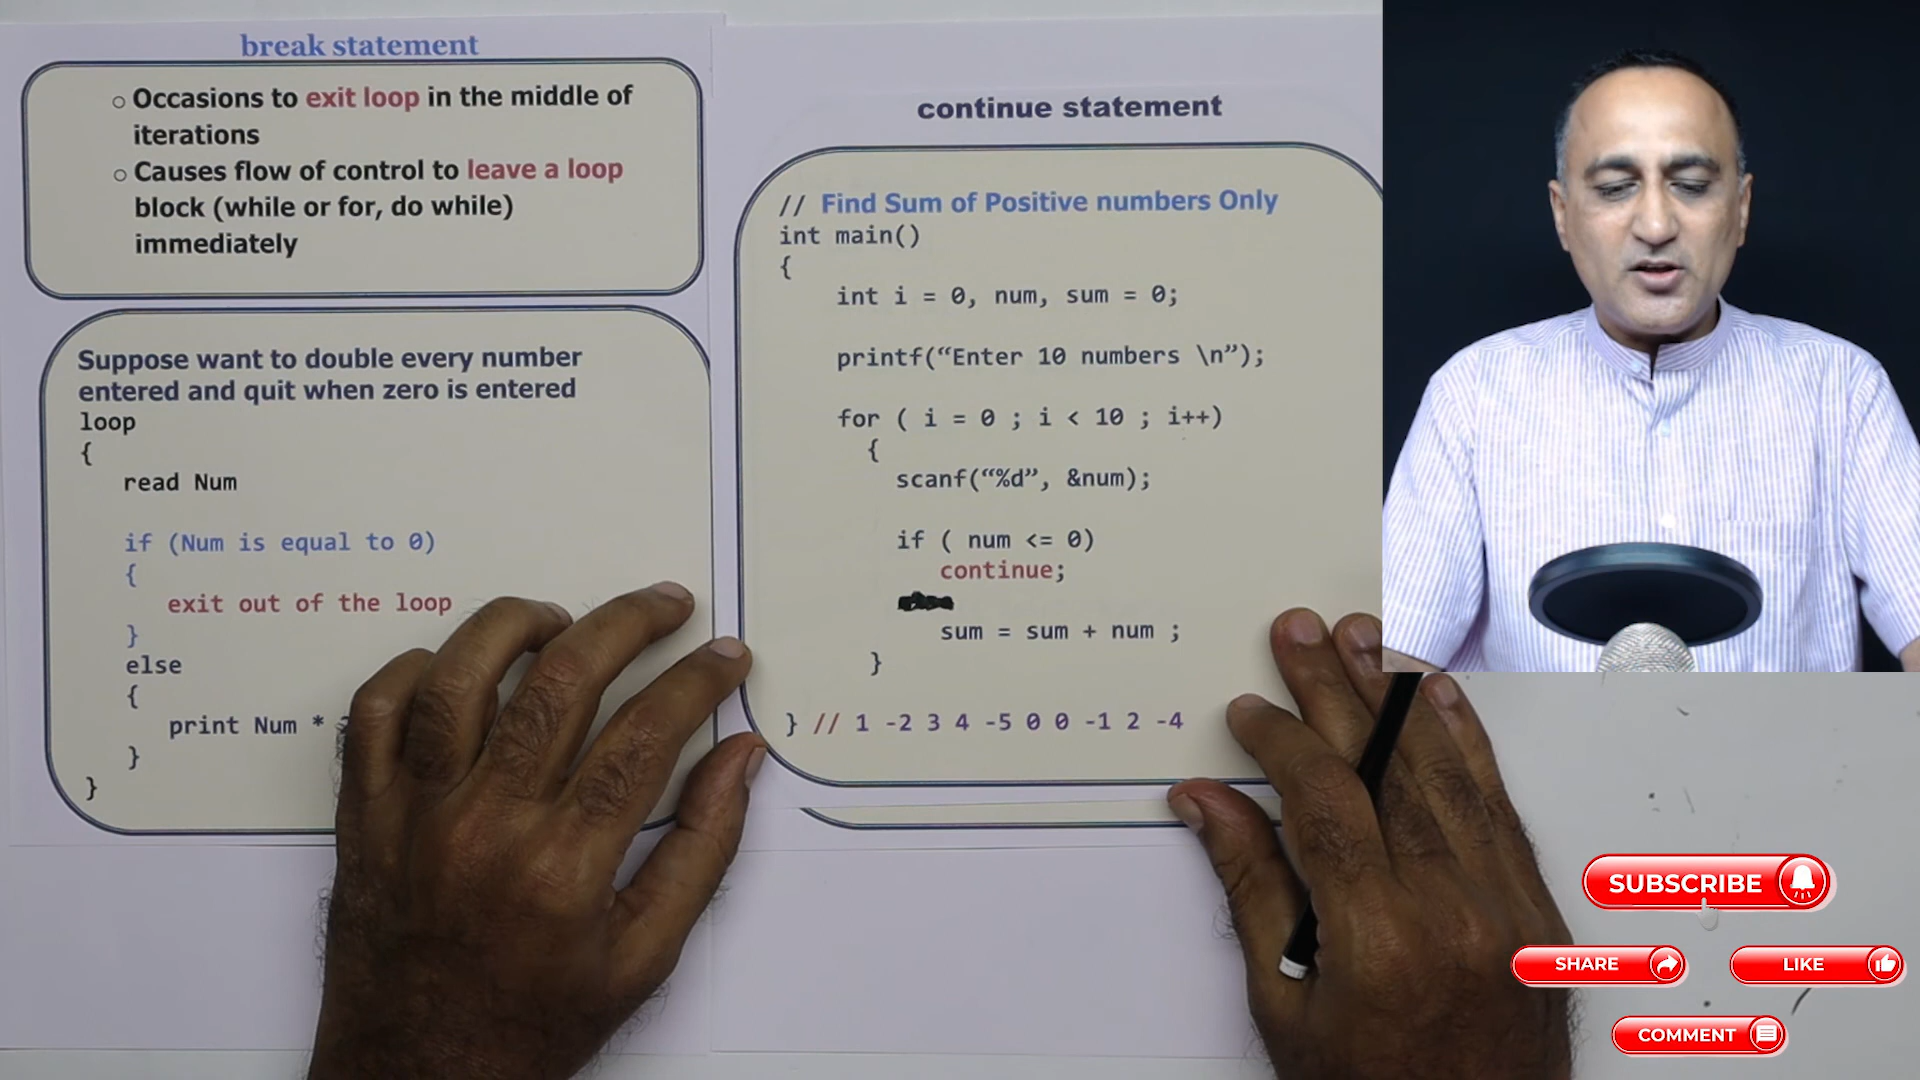 break statement
○ Occasions to exit loop in the middle of
iterations
○ Causes flow of control to leave a loop
block (while or for, do while)
immediately
Suppose want to double every number
entered and quit when zero is entered
loop
{
read Num
if (Num is equal to 0)
{
exit out of the loop
}
else
{
print Num *
}
}
continue statement
// Find Sum of Positive numbers Only
int main()
{
int i = 0, num, sum = 0;
printf(“Enter 10 numbers \n”);
for ( i = 0 ; i < 10 ; i++)
{
scanf(“%d”, &num);
if ( num <= 0)
continue;
sum = sum + num ;
}
} // 1 -2 3 4 -5 0 0 -1 2 -4
SUBSCRIBE
SHARE
LIKE
COMMENT